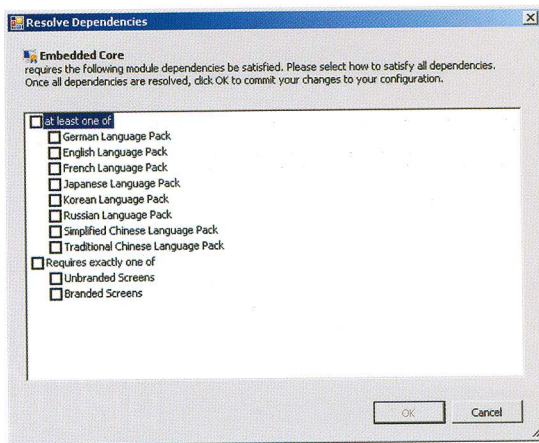 Resolve Dependencies
Embedded Core
requires the following module dependencies be satisfied. Please select how to satisfy all dependencies.
Once all dependencies are resolved, click OK to commit your changes to your configuration.
at least one of
German Language Pack
English Language Pack
French Language Pack
Japanese Language Pack
Korean Language Pack
Russian Language Pack
Simplified Chinese Language Pack
Traditional Chinese Language Pack
Requires exactly one of
Unbranded Screens
Branded Screens
OK Cancel